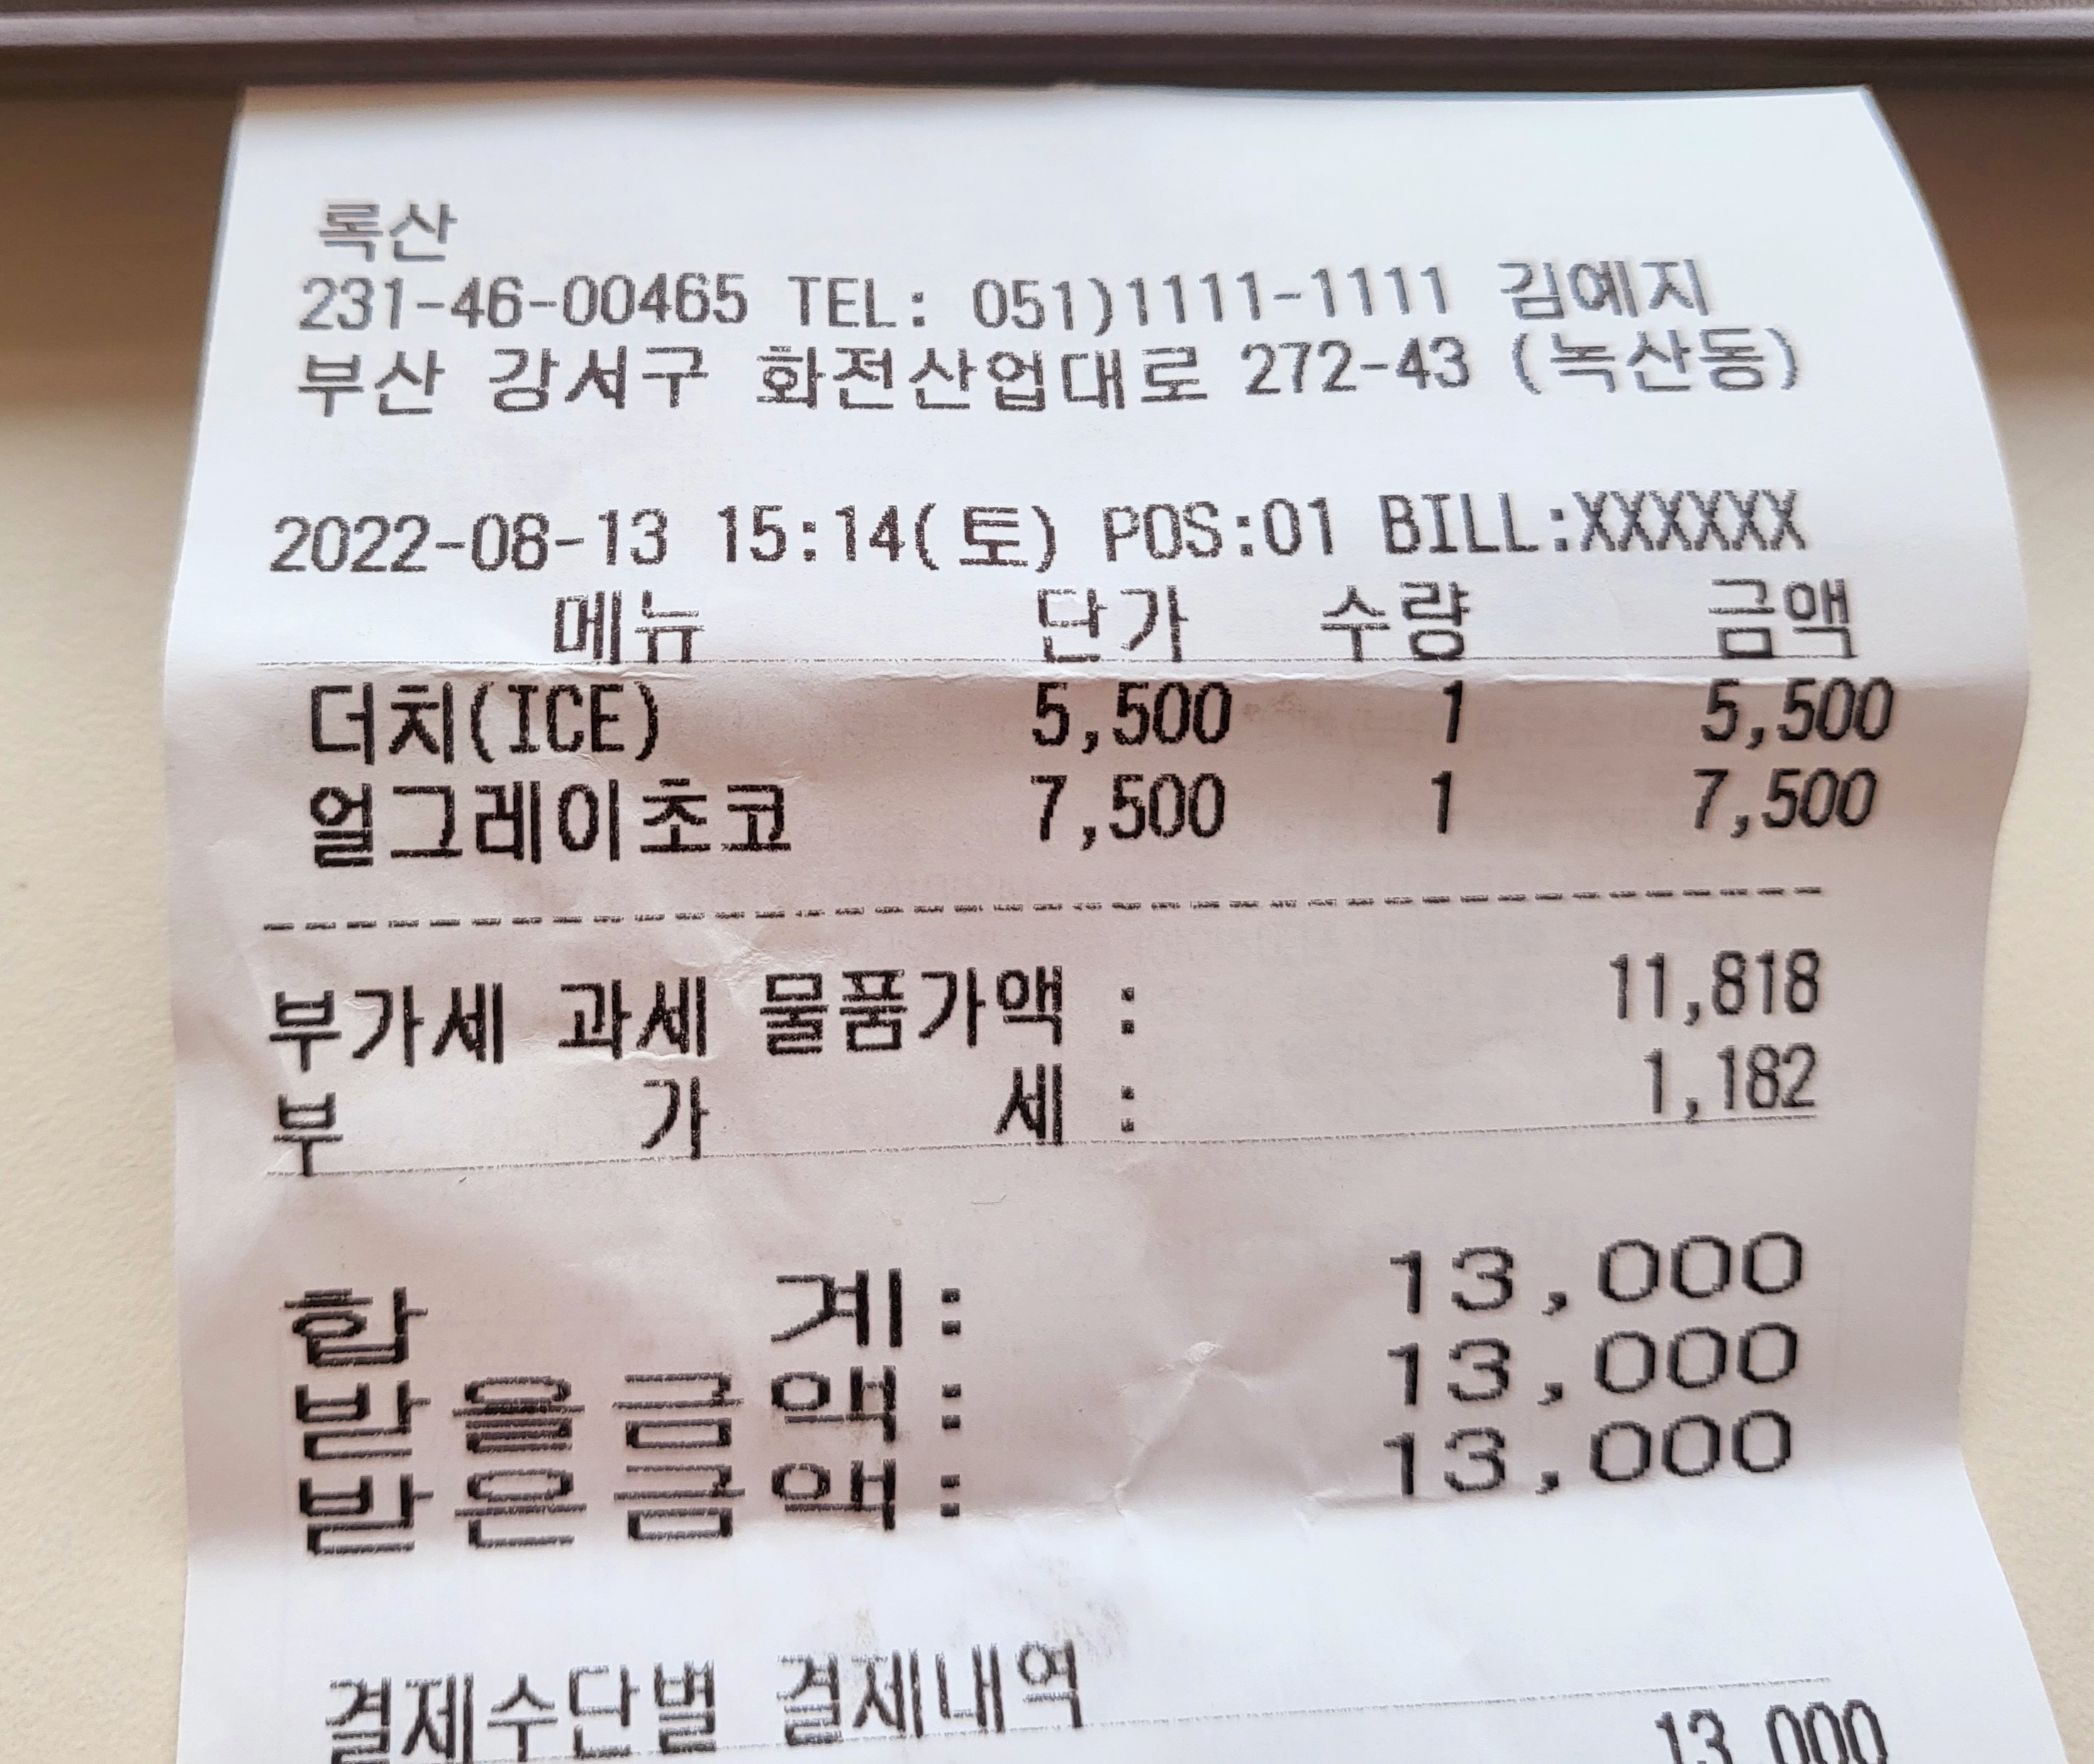 록산
231-46-00465 TEL: 051)1111-1111 김예지
부산 강서구 화전산업대로 272-43 (녹산동)
2022-08-13 15:14(토) POS:01 BILL:XXXXXX
메뉴 단가 수량 금액
더치(ICE) 5,500 1 5,500
얼그레이초코 7,500 1 7,500
부가세 과세 물품가액 : 11,818
부 가 세 : 1,182
합 계: 13,000
받을금액: 13,000
받은금액: 13,000
결제수단별 결제내역
13,000